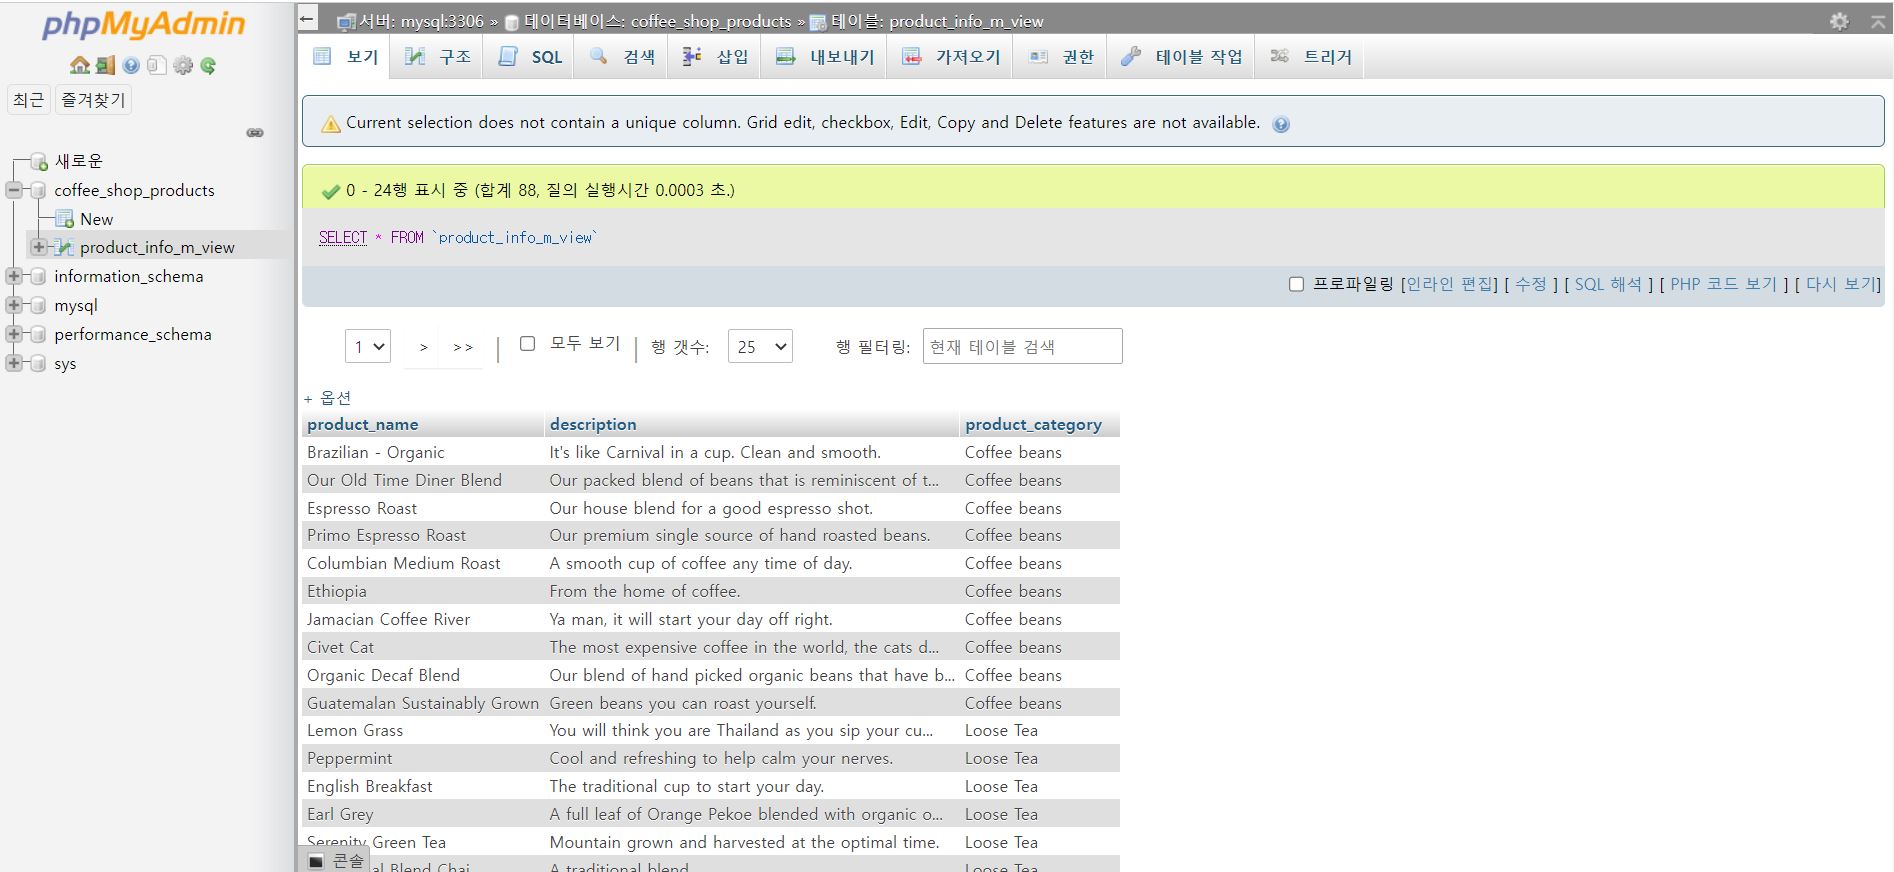 phpMyAdmin
최근 즐겨찾기
새로운
coffee_shop_products
New
product_info_m_view
information_schema
mysql
performance_schema
sys
서버: mysql:3306 » 데이터베이스: coffee_shop_products » 테이블: product_info_m_view
보기 구조 SQL 검색 삽입 내보내기 가져오기 권한 테이블 작업 트리거
Current selection does not contain a unique column. Grid edit, checkbox, Edit, Copy and Delete features are not available.
0 - 24행 표시 중 (합계 88, 질의 실행시간 0.0003 초.)
SELECT * FROM `product_info_m_view`
프로파일링 [인라인 편집] [ 수정 ] [ SQL 해석 ] [ PHP 코드 보기 ] [ 다시 보기]
1 > >> | 모두 보기 | 행 갯수: 25 행 필터링: 현재 테이블 검색
+ 옵션
product_name description product_category
Brazilian - Organic It's like Carnival in a cup. Clean and smooth. Coffee beans
Our Old Time Diner Blend Our packed blend of beans that is reminiscent of t... Coffee beans
Espresso Roast Our house blend for a good espresso shot. Coffee beans
Primo Espresso Roast Our premium single source of hand roasted beans. Coffee beans
Columbian Medium Roast A smooth cup of coffee any time of day. Coffee beans
Ethiopia From the home of coffee. Coffee beans
Jamacian Coffee River Ya man, it will start your day off right. Coffee beans
Civet Cat The most expensive coffee in the world, the cats d... Coffee beans
Organic Decaf Blend Our blend of hand picked organic beans that have b... Coffee beans
Guatemalan Sustainably Grown Green beans you can roast yourself. Coffee beans
Lemon Grass You will think you are Thailand as you sip your cu... Loose Tea
Peppermint Cool and refreshing to help calm your nerves. Loose Tea
English Breakfast The traditional cup to start your day. Loose Tea
Earl Grey A full leaf of Orange Pekoe blended with organic o... Loose Tea
Serenity Green Tea Mountain grown and harvested at the optimal time. Loose Tea
콘솔 al Blend Chai A traditional blend Loose Tea